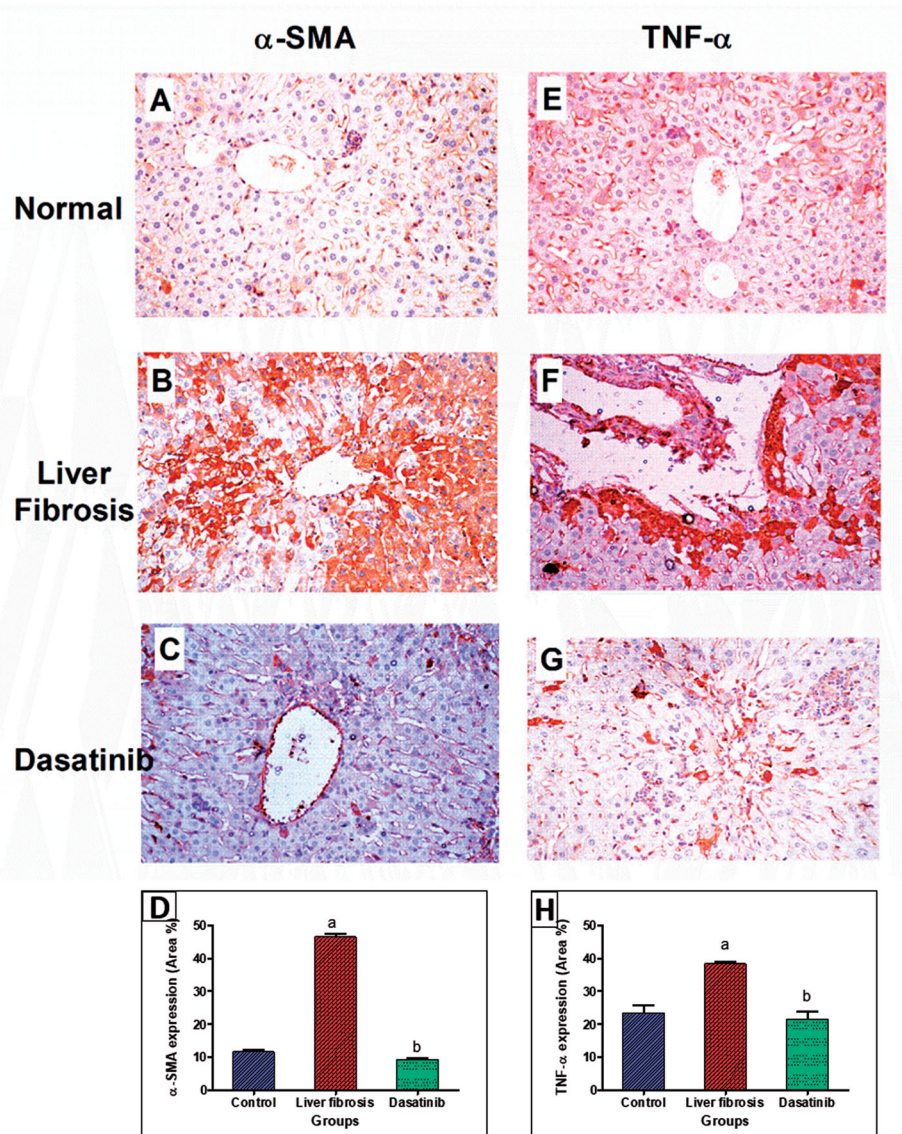 α-SMA
TNF-α
Normal
A
E
Liver
Fibrosis
B
F
Dasatinib
C
G
D
α-SMA expression (Area %)
50
40
30
20
10
0
a
b
Control
Liver fibrosis
Dasatinib
Groups
H
TNF-α expression (Area %)
50
40
30
20
10
0
a
b
Control
Liver fibrosis
Dasatinib
Groups